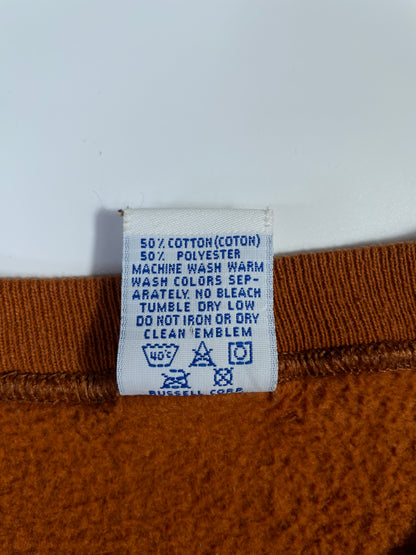 50% COTTON(COTON)
50% POLYESTER
MACHINE WASH WARM
WASH COLORS SEP-
ARATELY. NO BLEACH
TUMBLE DRY LOW
DO NOT IRON OR DRY
CLEAN EMBLEM
40°C
RUSSELL CORP